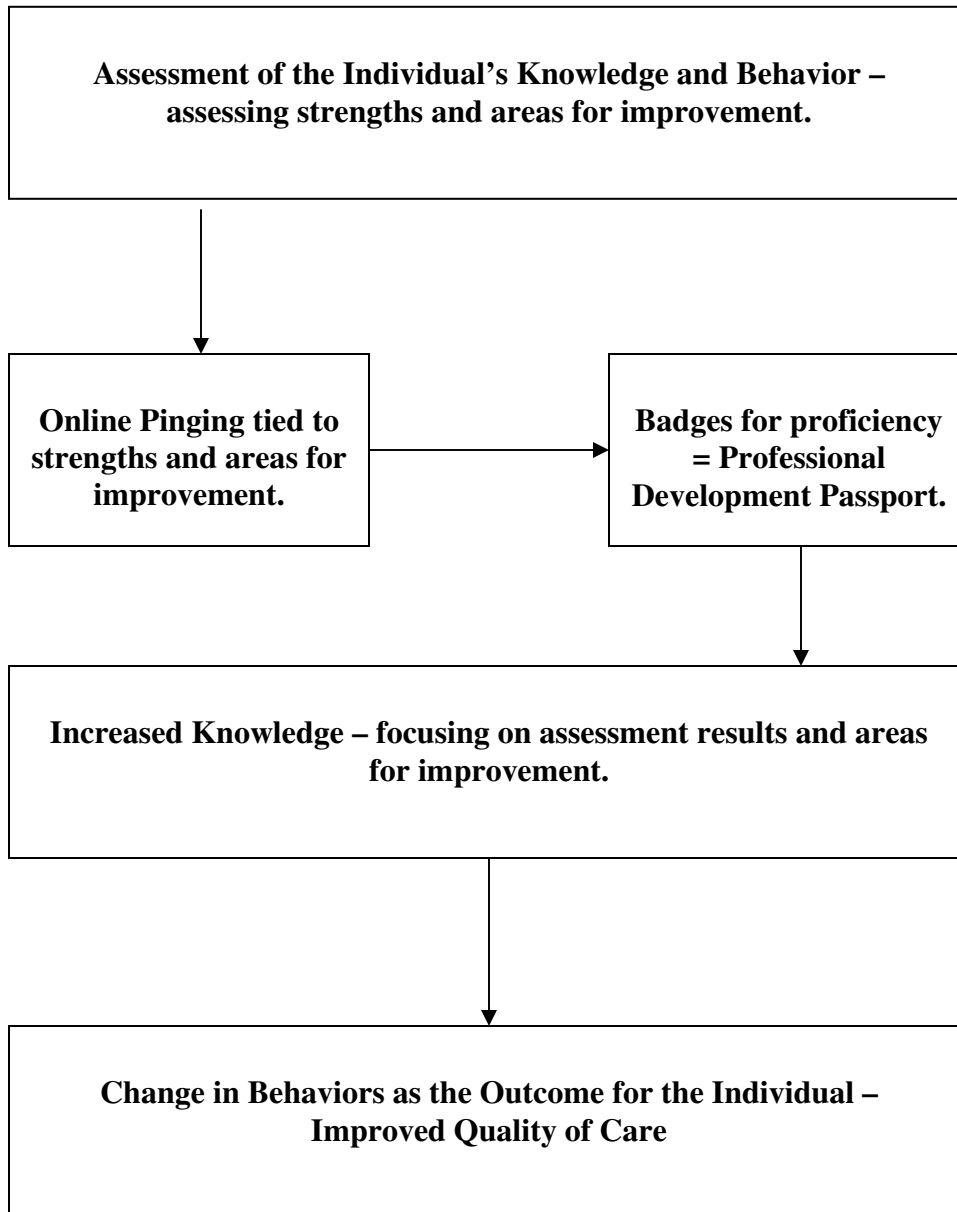 Assessment of the Individual’s Knowledge and Behavior –
assessing strengths and areas for improvement.
Online Pinging tied to
strengths and areas for
improvement.
Badges for proficiency
= Professional
Development Passport.
Increased Knowledge – focusing on assessment results and areas
for improvement.
Change in Behaviors as the Outcome for the Individual –
Improved Quality of Care